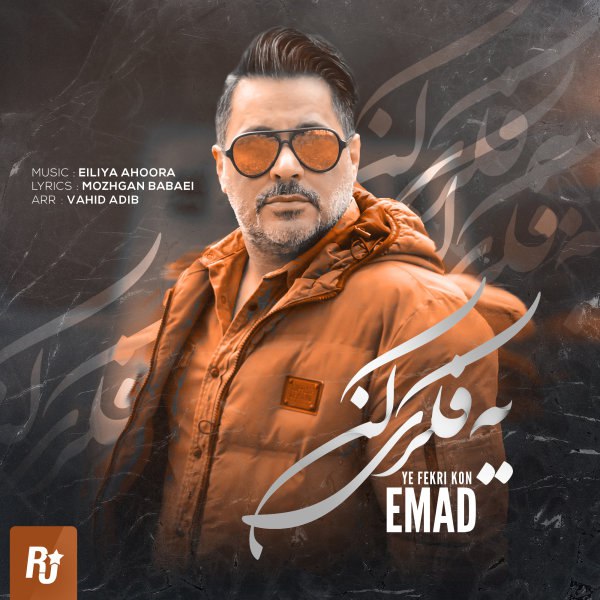 MUSIC : EILIYA AHOORA
LYRICS : MOZHGAN BABAEI
ARR : VAHID ADIB
یه فکری کن
YE FEKRI KON
EMAD
RJ